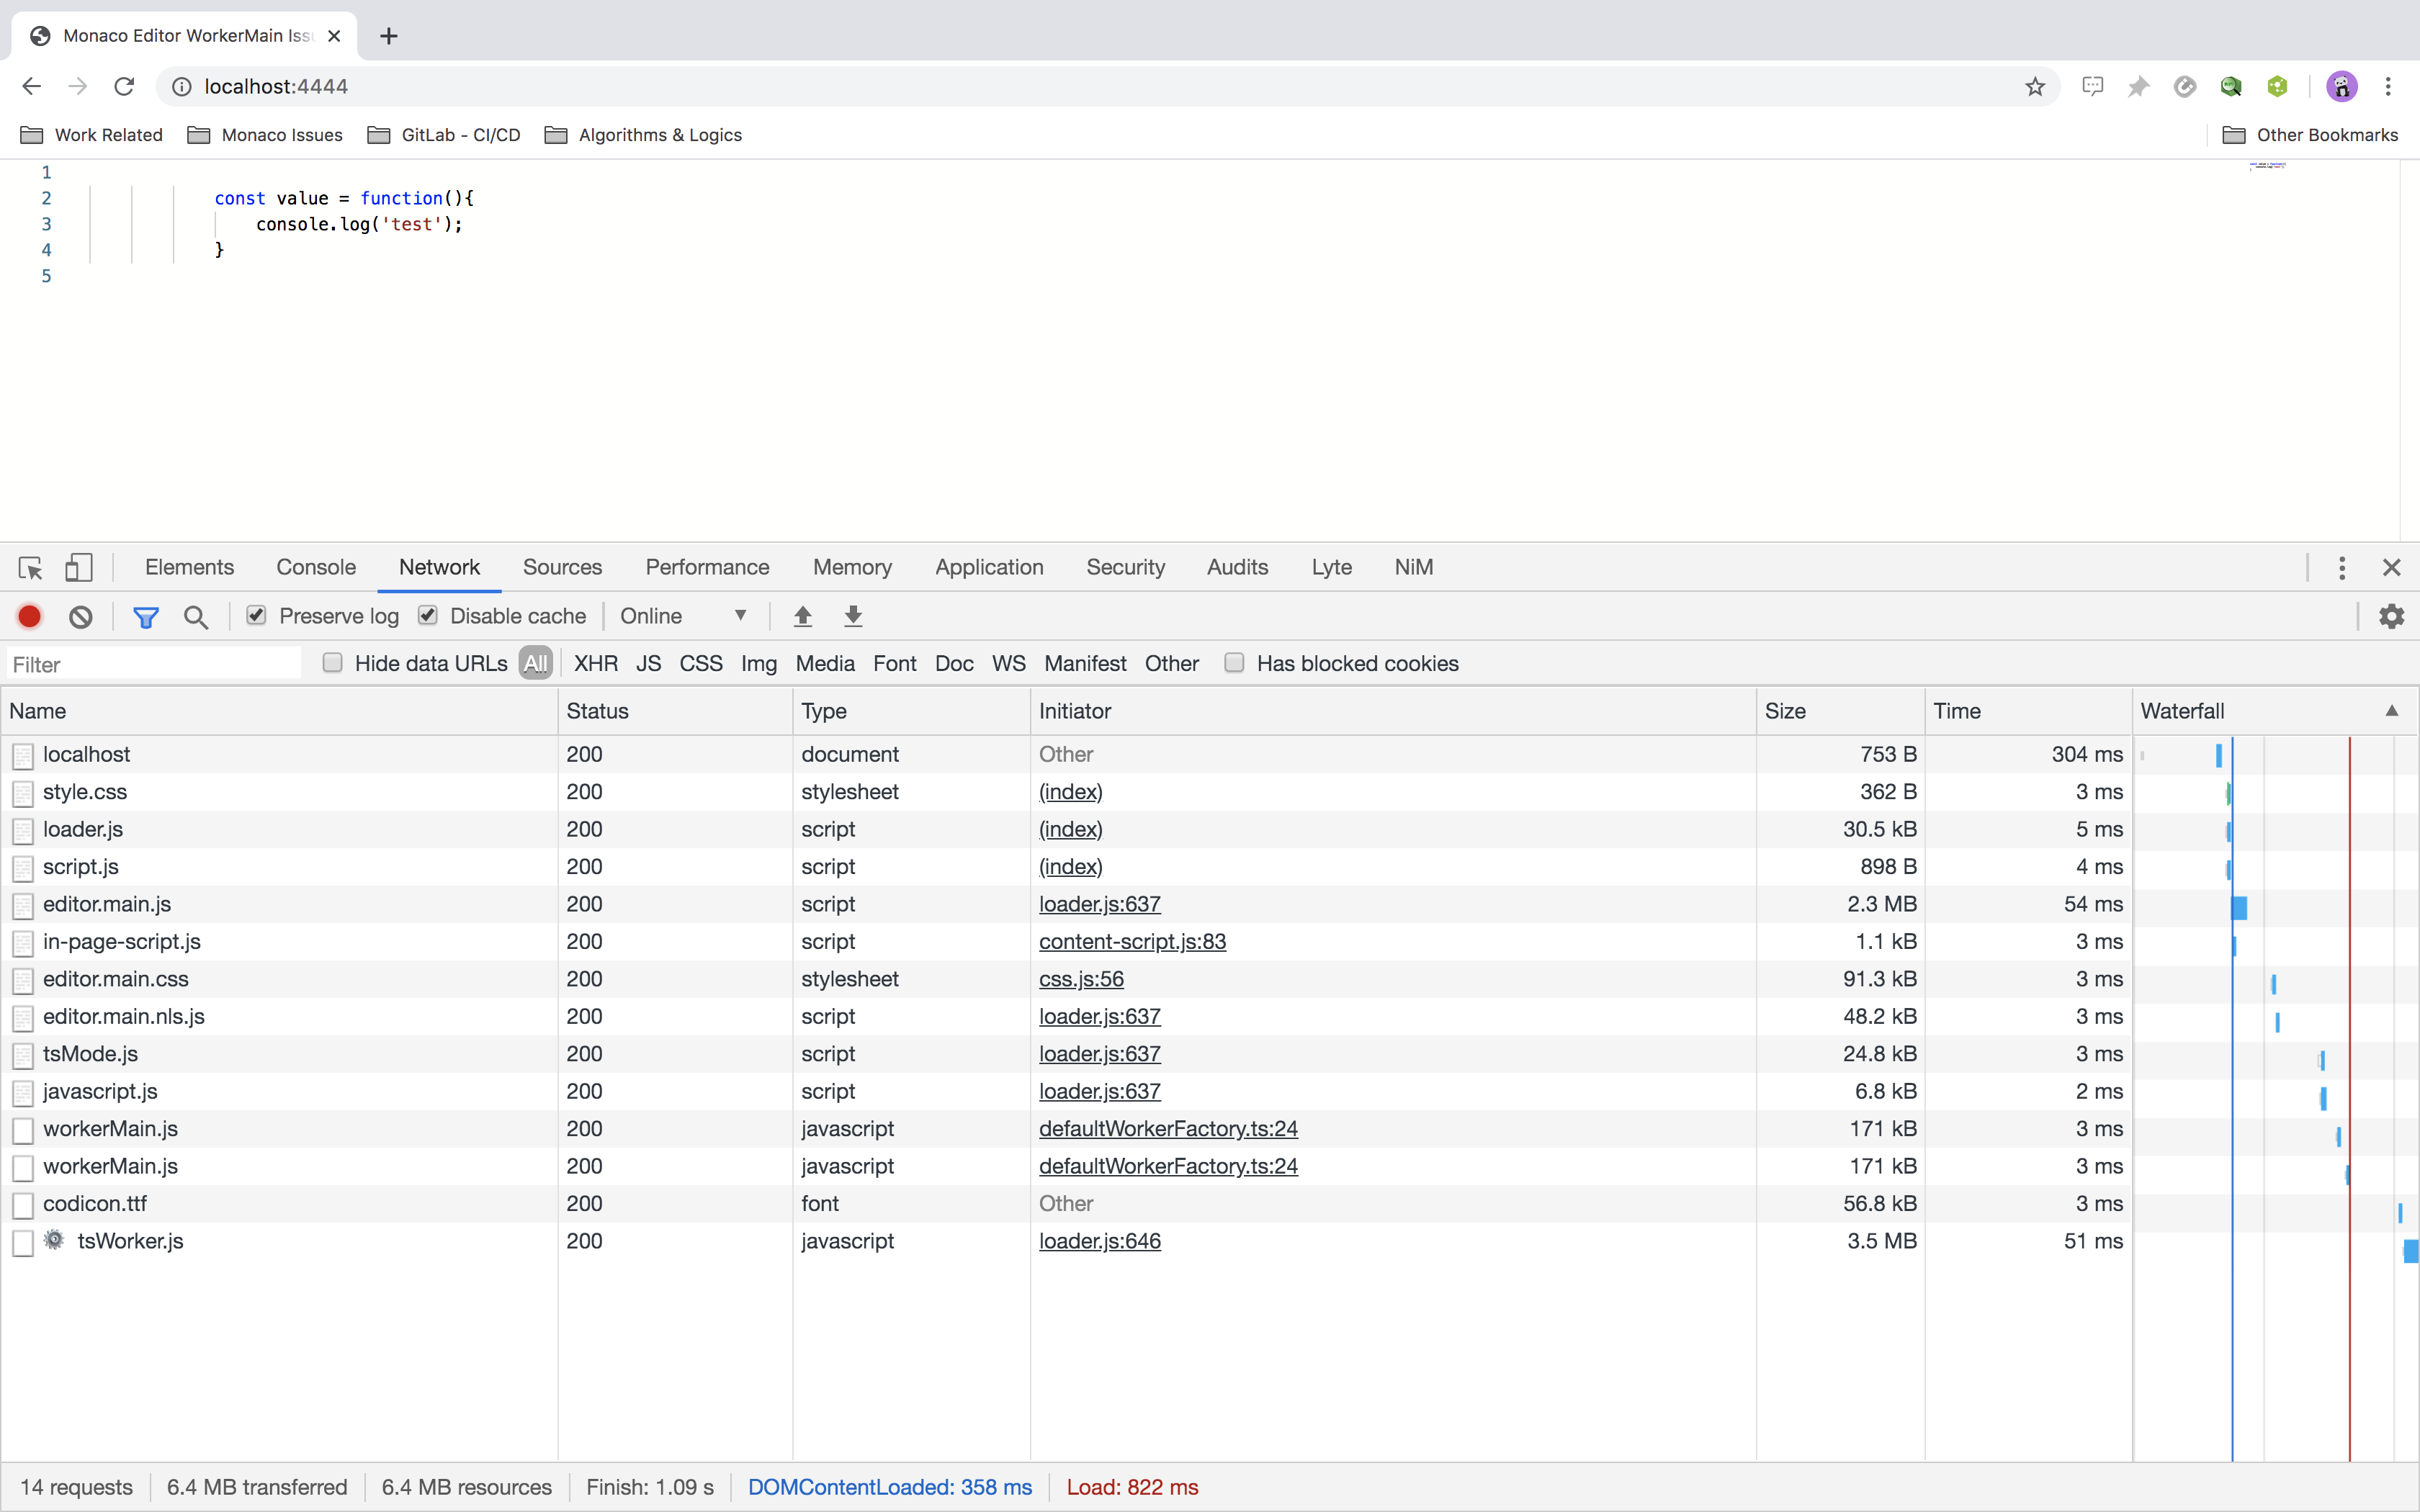 Monaco Editor WorkerMain Iss
localhost:4444
Work Related Monaco Issues GitLab - CI/CD Algorithms & Logics Other Bookmarks
1
2 const value = function(){
3 console.log('test');
4 }
5
Elements Console Network Sources Performance Memory Application Security Audits Lyte NiM
Preserve log Disable cache Online
Filter Hide data URLs All XHR JS CSS Img Media Font Doc WS Manifest Other Has blocked cookies
Name Status Type Initiator Size Time Waterfall
localhost 200 document Other 753 B 304 ms
style.css 200 stylesheet (index) 362 B 3 ms
loader.js 200 script (index) 30.5 kB 5 ms
script.js 200 script (index) 898 B 4 ms
editor.main.js 200 script loader.js:637 2.3 MB 54 ms
in-page-script.js 200 script content-script.js:83 1.1 kB 3 ms
editor.main.css 200 stylesheet css.js:56 91.3 kB 3 ms
editor.main.nls.js 200 script loader.js:637 48.2 kB 3 ms
tsMode.js 200 script loader.js:637 24.8 kB 3 ms
javascript.js 200 script loader.js:637 6.8 kB 2 ms
workerMain.js 200 javascript defaultWorkerFactory.ts:24 171 kB 3 ms
workerMain.js 200 javascript defaultWorkerFactory.ts:24 171 kB 3 ms
codicon.ttf 200 font Other 56.8 kB 3 ms
tsWorker.js 200 javascript loader.js:646 3.5 MB 51 ms
14 requests 6.4 MB transferred 6.4 MB resources Finish: 1.09 s DOMContentLoaded: 358 ms Load: 822 ms